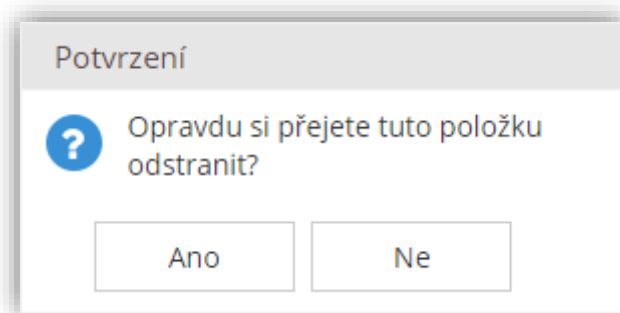 Potvrzení
Opravdu si přejete tuto položku
odstranit?
Ano
Ne